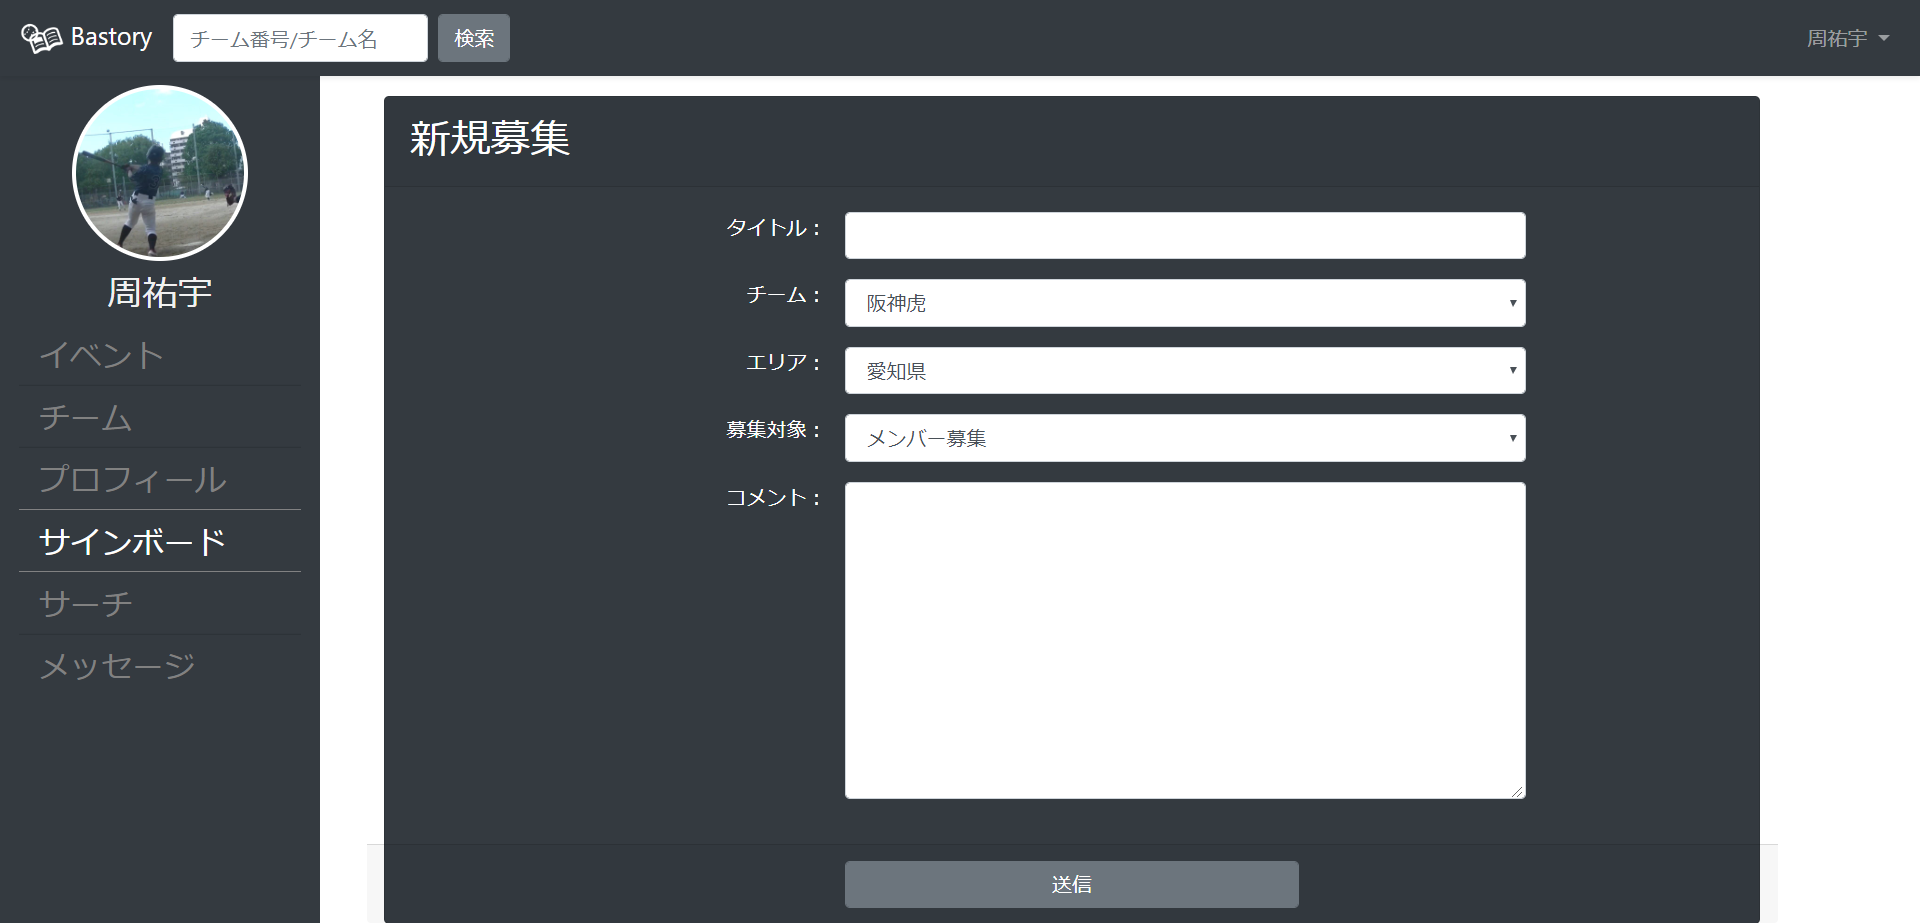 Bastory
チーム番号/チーム名
検索
周祐宇
周祐宇
イベント
チーム
プロフィール
サインボード
サーチ
メッセージ
新規募集
タイトル：
チーム： 阪神虎
エリア： 愛知県
募集対象： メンバー募集
コメント：
送信